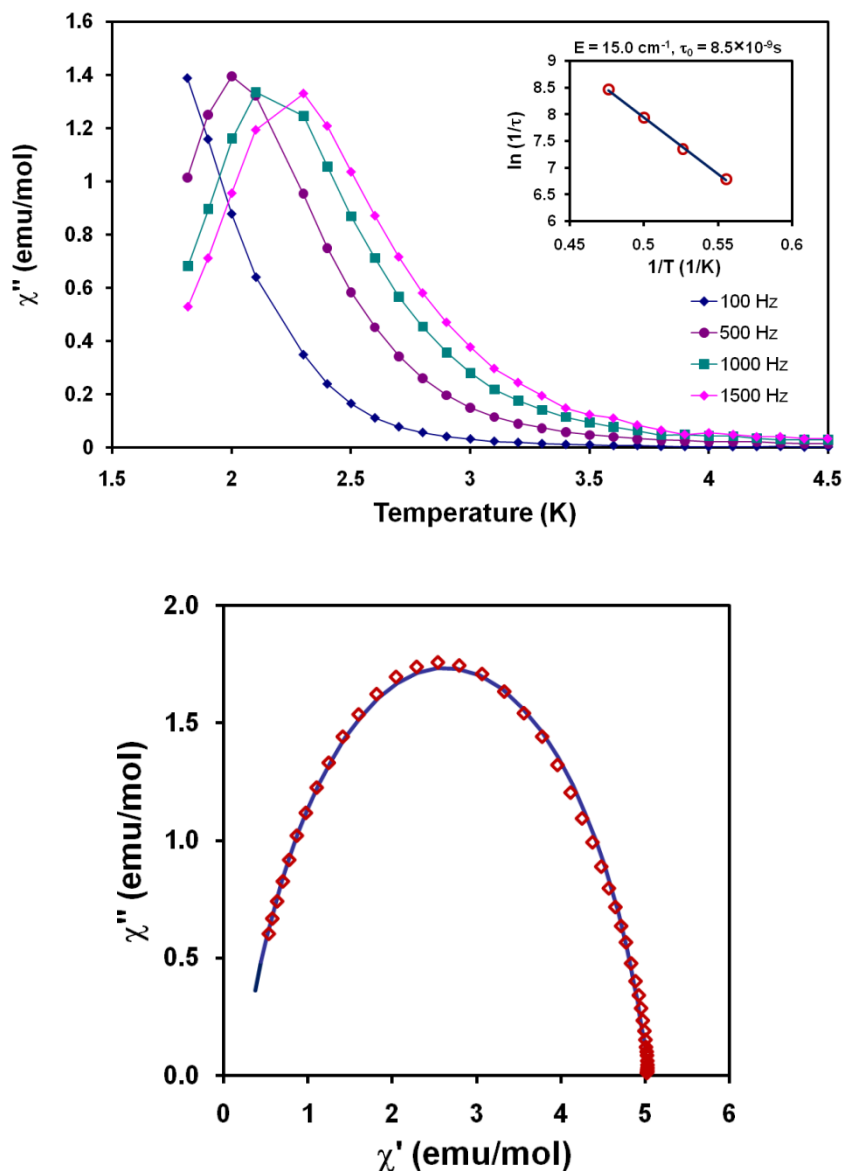 E = 15.0 cm⁻¹, τ₀ = 8.5×10⁻⁹s
9
8.5
8
7.5
7
6.5
6
ln (1/τ)
0.45 0.5 0.55 0.6
1/T (1/K)
1.6
1.4
1.2
1
0.8
0.6
0.4
0.2
0
χ" (emu/mol)
100 Hz
500 Hz
1000 Hz
1500 Hz
1.5 2 2.5 3 3.5 4 4.5
Temperature (K)
2.0
1.5
1.0
0.5
0.0
χ" (emu/mol)
0 1 2 3 4 5 6
χ' (emu/mol)